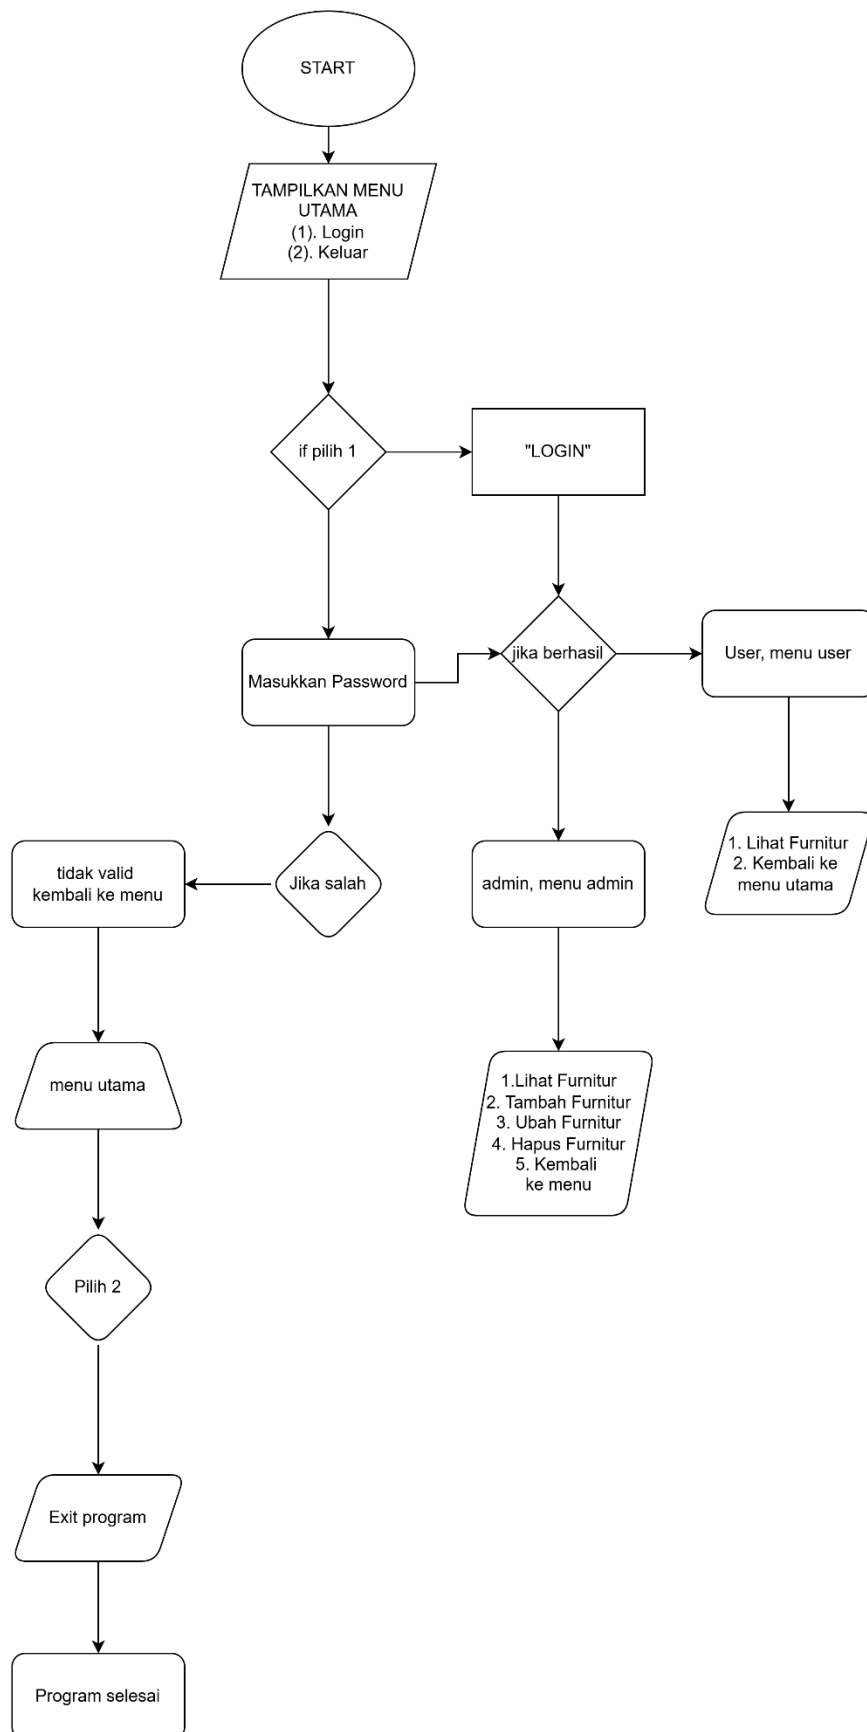 START
TAMPILKAN MENU
UTAMA
(1). Login
(2). Keluar
if pilih 1
"LOGIN"
Masukkan Password
jika berhasil
User, menu user
1. Lihat Furnitur
2. Kembali ke
menu utama
tidak valid
kembali ke menu
Jika salah
admin, menu admin
menu utama
1.Lihat Furnitur
2. Tambah Furnitur
3. Ubah Furnitur
4. Hapus Furnitur
5. Kembali
ke menu
Pilih 2
Exit program
Program selesai